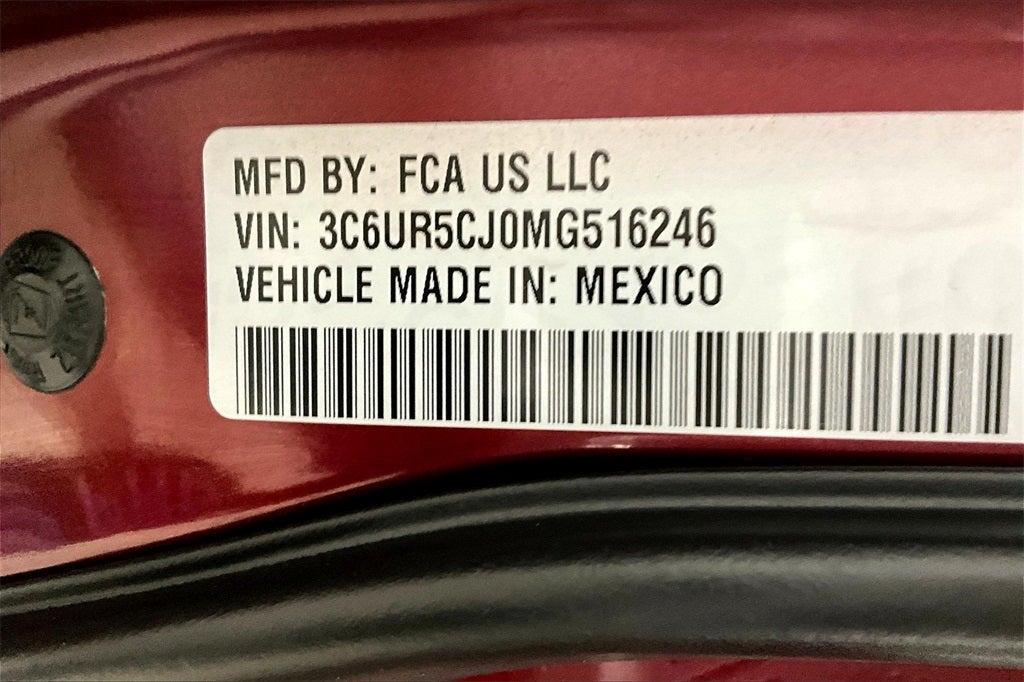 MFD BY: FCA US LLC
VIN: 3C6UR5CJ0MG516246
VEHICLE MADE IN: MEXICO